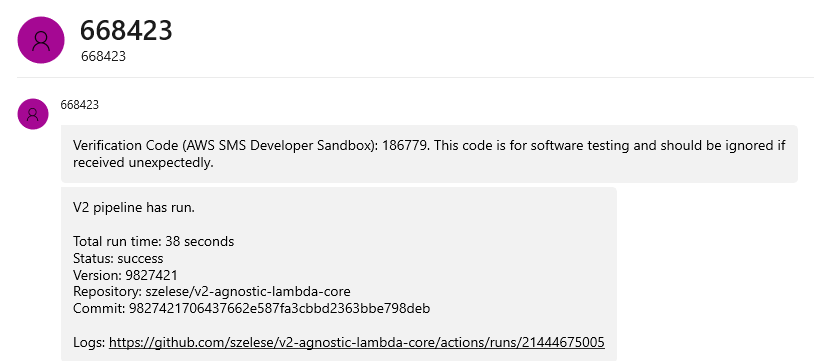 668423
668423
668423
Verification Code (AWS SMS Developer Sandbox): 186779. This code is for software testing and should be ignored if
received unexpectedly.
V2 pipeline has run.
Total run time: 38 seconds
Status: success
Version: 9827421
Repository: szelese/v2-agnostic-lambda-core
Commit: 9827421706437662e587fa3cbbd2363bbe798deb
Logs: https://github.com/szelese/v2-agnostic-lambda-core/actions/runs/21444675005